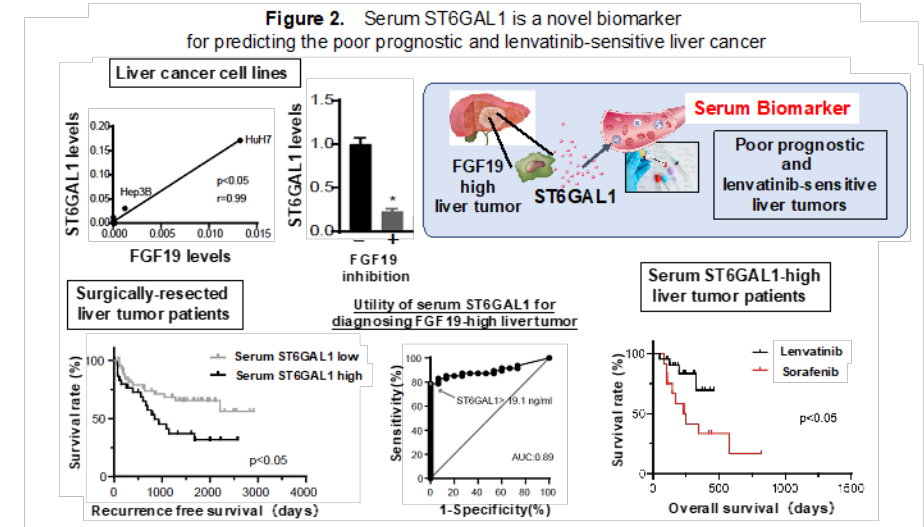 Figure 2. Serum ST6GAL1 is a novel biomarker
for predicting the poor prognostic and lenvatinib-sensitive liver cancer
Liver cancer cell lines
ST6GAL1 levels
0.20
0.15
0.10
0.05
0.00
HuH7
Hep3B
p<0.05
r=0.99
0.000
0.005
0.010
0.015
FGF19 levels
ST6GAL1 levels
1.5
1.0
0.5
0.0
*
− +
FGF19
inhibition
FGF19
high
liver tumor
ST6GAL1
Serum Biomarker
Poor prognostic
and
lenvatinib-sensitive
liver tumors
Surgically-resected
liver tumor patients
Survival rate (%)
100
50
0
Serum ST6GAL1 low
Serum ST6GAL1 high
p<0.05
0 1000 2000 3000 4000
Recurrence free survival (days)
Utility of serum ST6GAL1 for
diagnosing FGF19-high liver tumor
Sensitivity(%)
100
80
60
40
20
0
ST6GAL1> 19.1 ng/ml
AUC:0.89
0 20 40 60 80 100
1-Specificity(%)
Serum ST6GAL1-high
liver tumor patients
Survival rate (%)
100
50
0
Lenvatinib
Sorafenib
p<0.05
0 500 1000 1500
Overall survival (days)